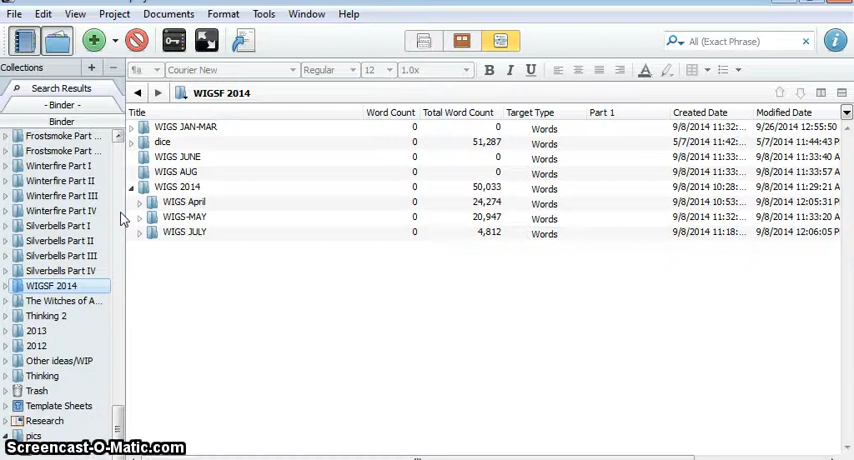 File Edit View Project Documents Format Tools Window Help
All (Exact Phrase)
Collections
Courier New Regular 12 1.0x B I U A
Search Results
- Binder -
Binder
WIGSF 2014
Title Word Count Total Word Count Target Type Part 1 Created Date Modified Date
WIGS JAN-MAR 0 0 Words 9/8/2014 11:32:... 9/26/2014 12:55:50
dice 0 51,287 Words 5/7/2014 11:42:... 5/7/2014 11:44:43 P
WIGS JUNE 0 0 Words 9/8/2014 11:33:... 9/8/2014 11:33:40 A
WIGS AUG 0 0 Words 9/8/2014 11:33:... 9/8/2014 11:33:57 A
WIGS 2014 0 50,033 Words 9/8/2014 10:28:... 9/8/2014 11:29:21 A
WIGS April 0 24,274 Words 9/8/2014 10:53:... 9/8/2014 12:05:31 P
WIGS-MAY 0 20,947 Words 9/8/2014 11:32:... 9/8/2014 11:33:20 A
WIGS JULY 0 4,812 Words 9/8/2014 11:18:... 9/8/2014 12:06:05 P
Frostsmoke Part ...
Frostsmoke Part ...
Winterfire Part I
Winterfire Part II
Winterfire Part III
Winterfire Part IV
Silverbells Part I
Silverbells Part II
Silverbells Part III
Silverbells Part IV
WIGSF 2014
The Witches of A...
Thinking 2
2013
2012
Other ideas/WIP
Thinking
Trash
Template Sheets
Research
pics
Screencast-O-Matic.com